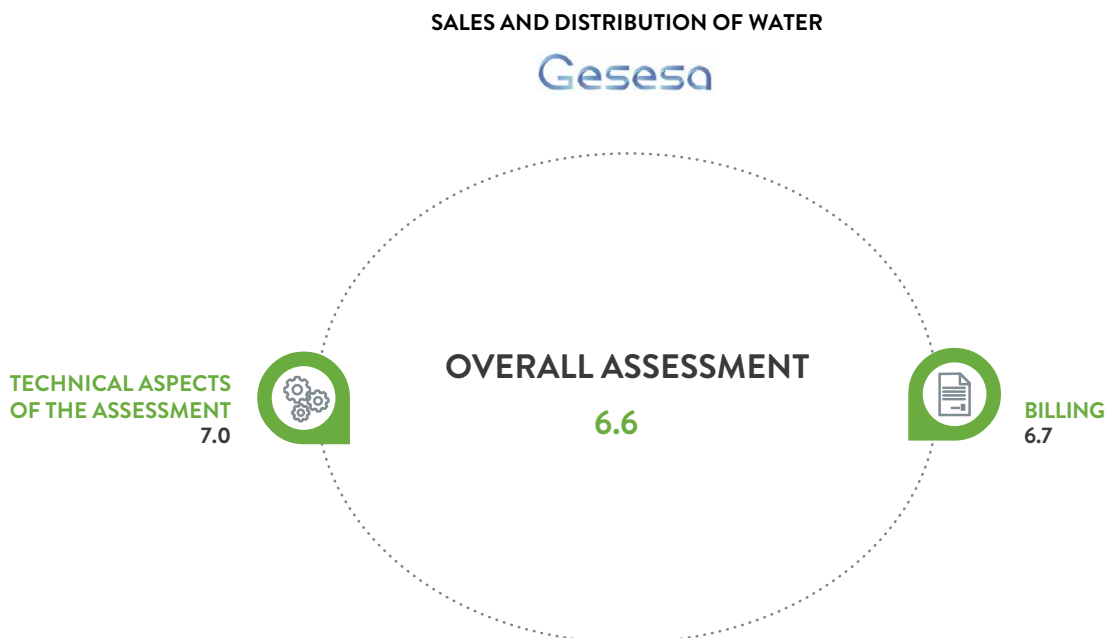 SALES AND DISTRIBUTION OF WATER
Gesesa
OVERALL ASSESSMENT
6.6
TECHNICAL ASPECTS
OF THE ASSESSMENT
7.0
BILLING
6.7